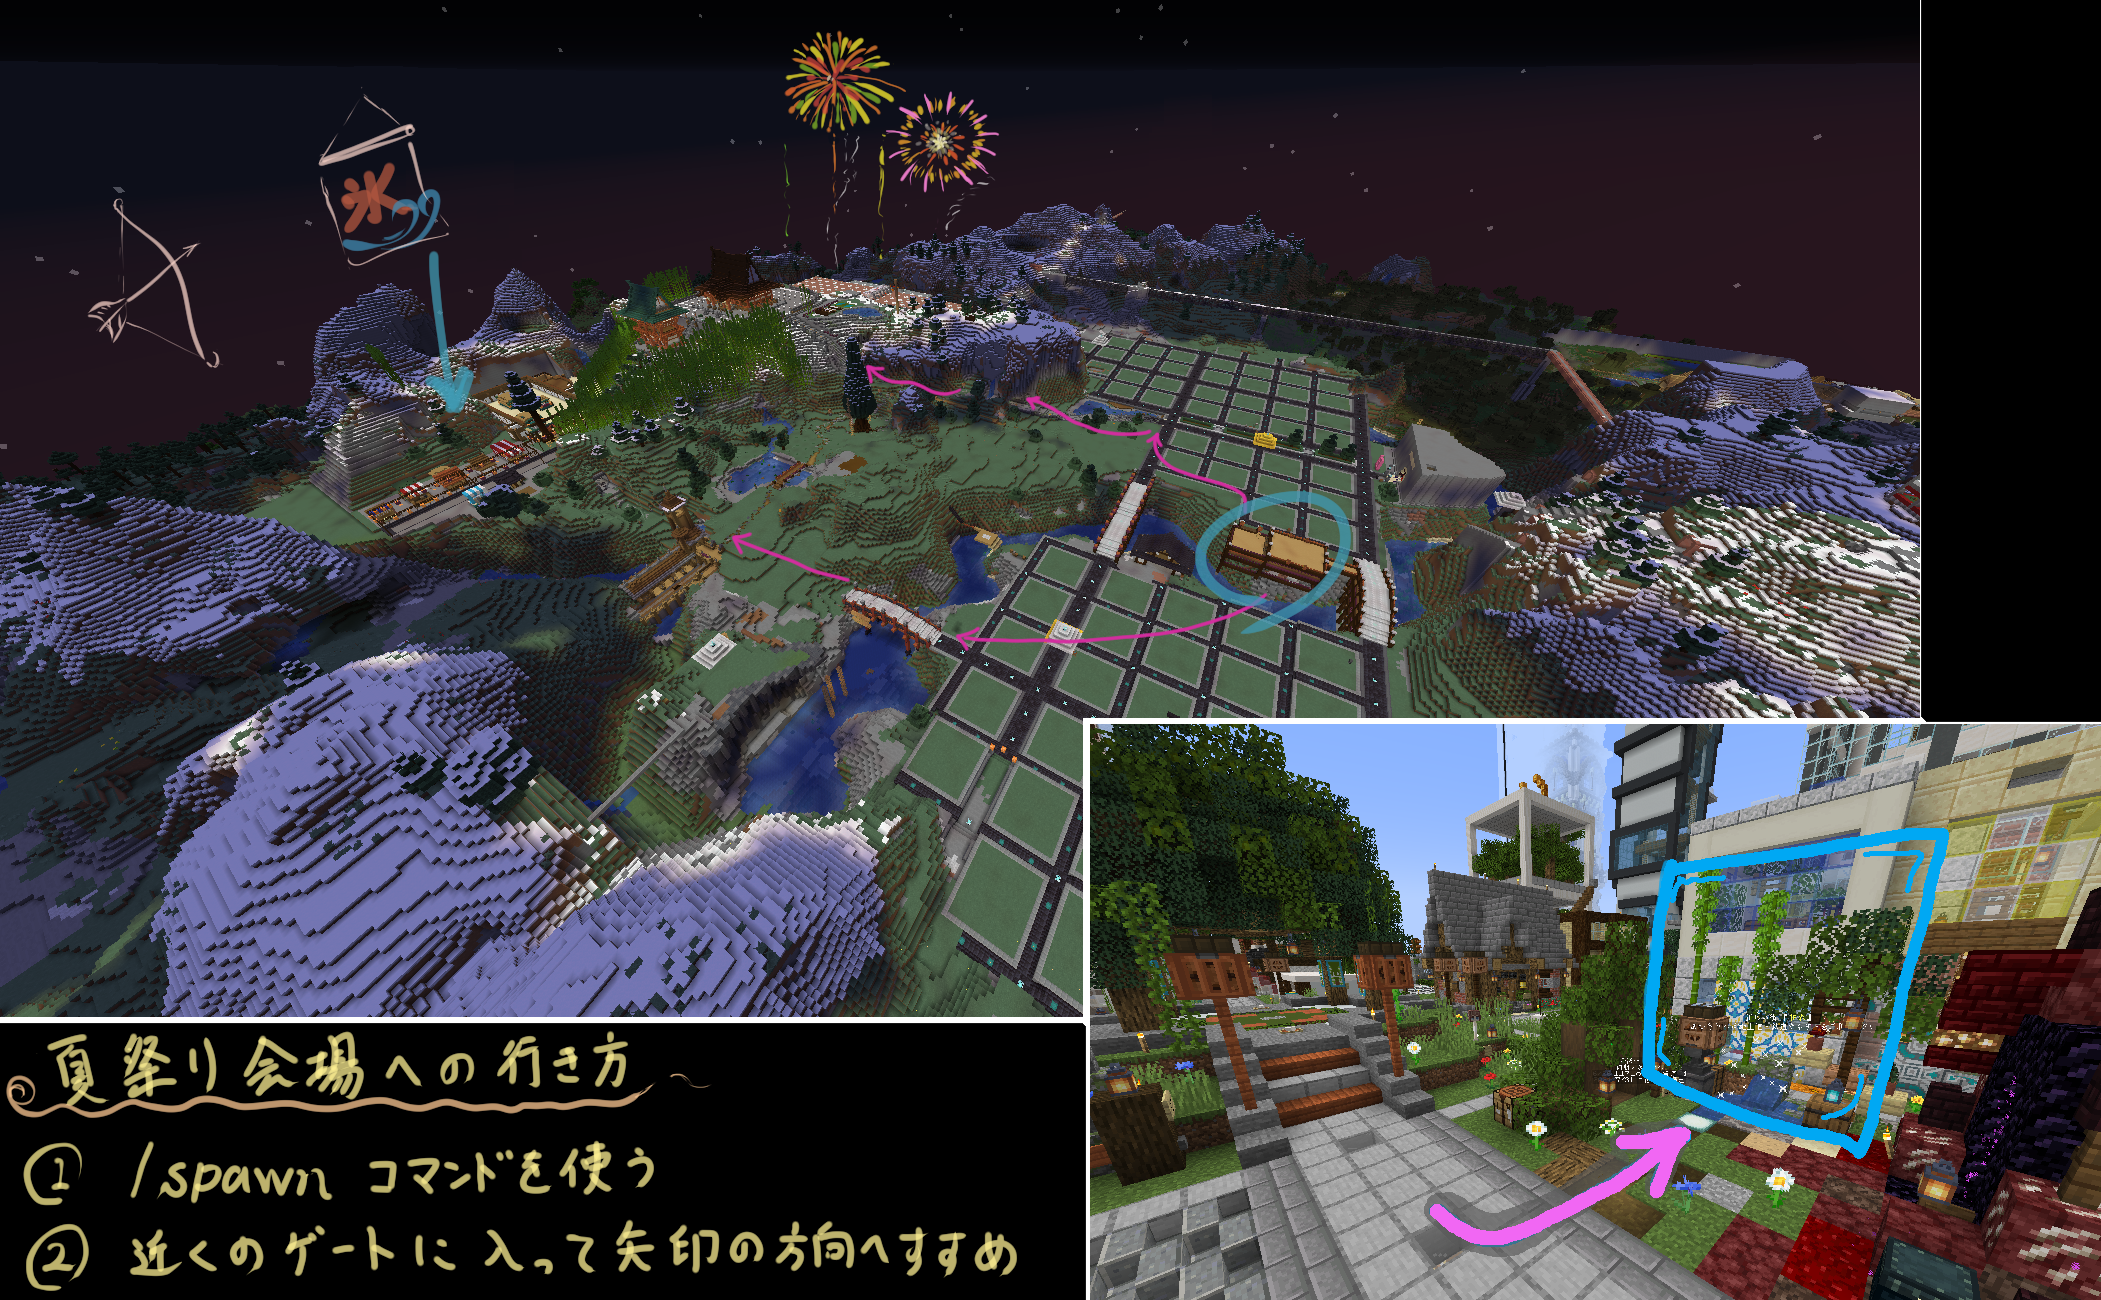 氷
夏祭り会場への行き方
① /spawn コマンドを使う
② 近くのゲートに入って矢印の方向へすすめ